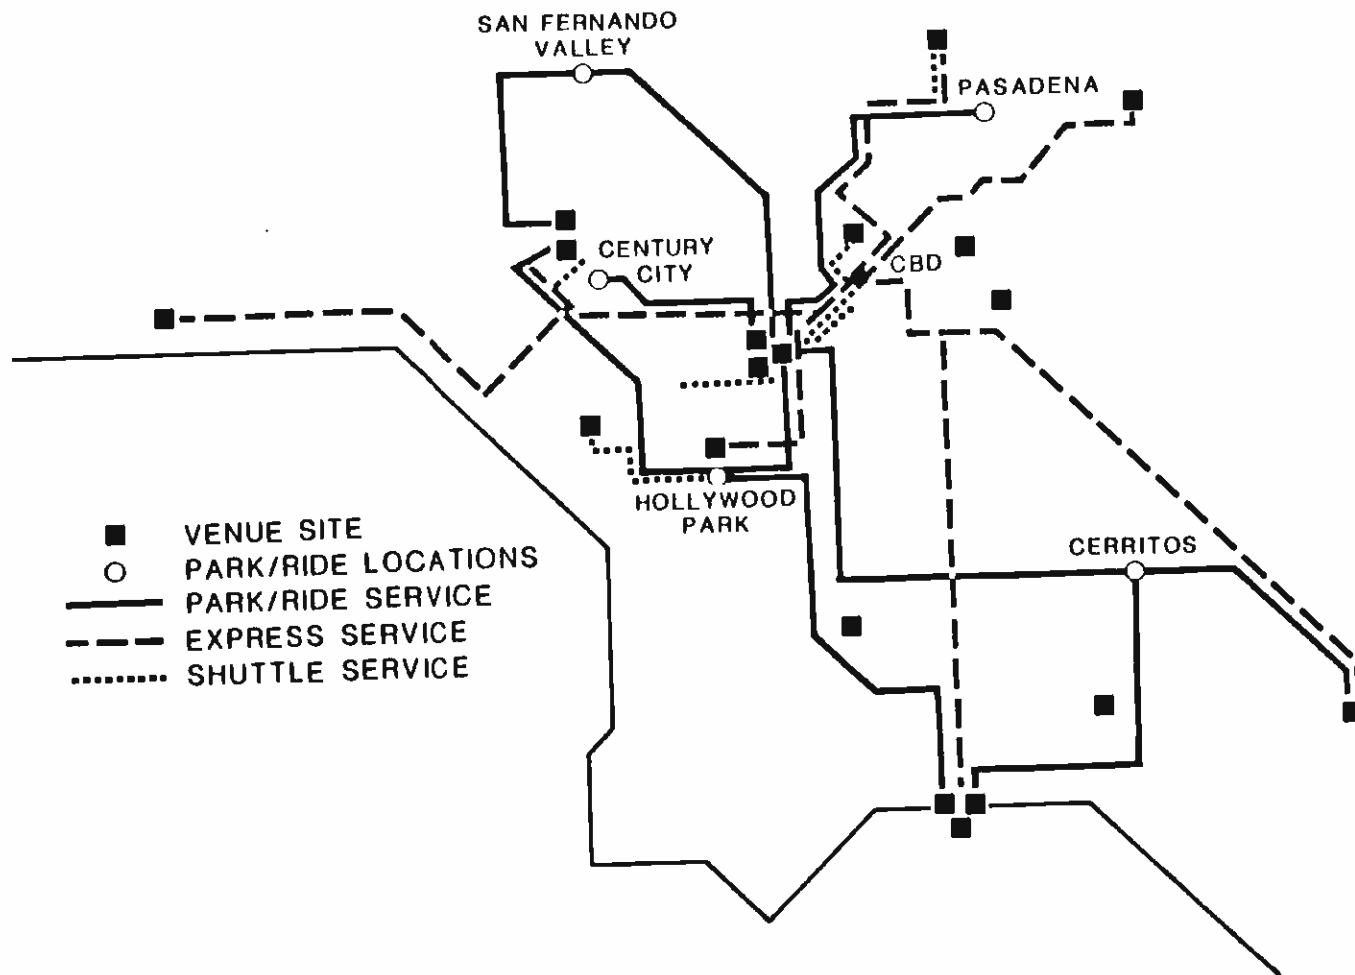 SAN FERNANDO
VALLEY
PASADENA
CENTURY
CITY
CBD
HOLLYWOOD
PARK
CERRITOS
VENUE SITE
PARK/RIDE LOCATIONS
PARK/RIDE SERVICE
EXPRESS SERVICE
SHUTTLE SERVICE